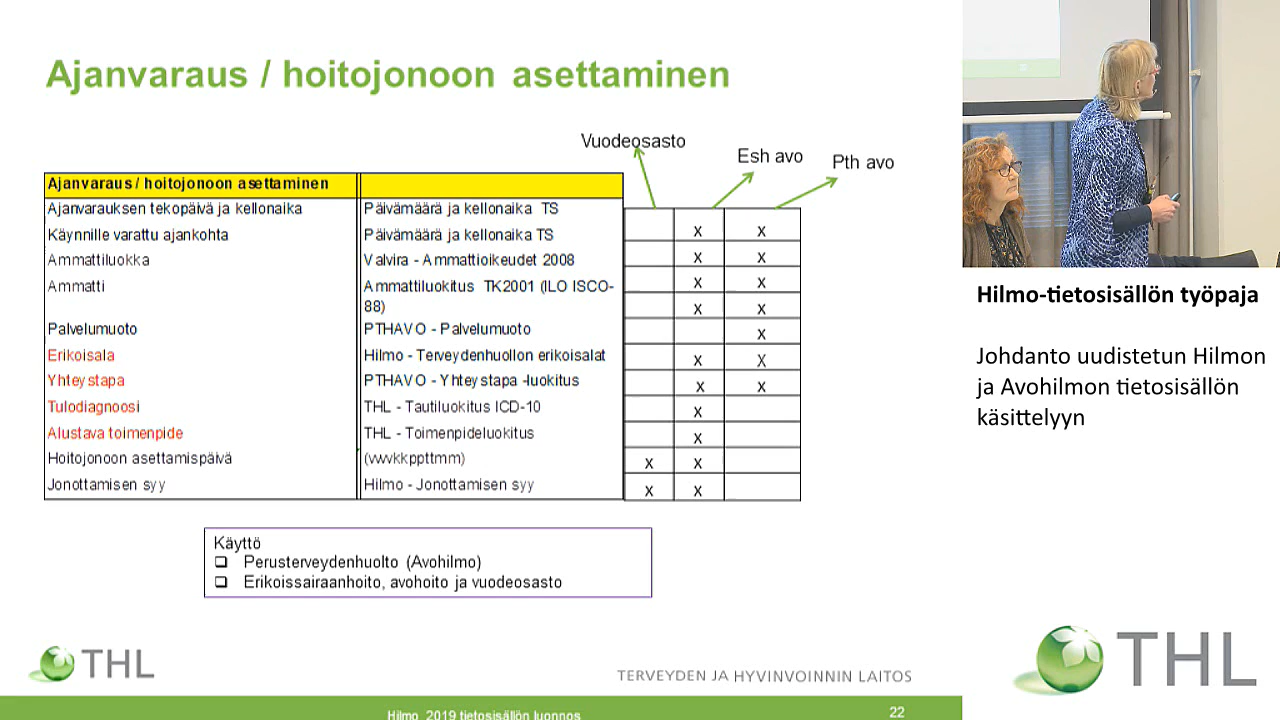 Ajanvaraus / hoitojonoon asettaminen
Vuodeosasto
Esh avo
Pth avo
Ajanvaraus / hoitojonoon asettaminen
Ajanvarauksen tekopäivä ja kellonaika Päivämäärä ja kellonaika TS x x
Käynnille varattu ajankohta Päivämäärä ja kellonaika TS x x
Ammattiluokka Valvira - Ammattioikeudet 2008 x x
Ammatti Ammattiluokitus TK2001 (ILO ISCO-
88) x x
Palvelumuoto PTHAVO - Palvelumuoto x
Erikoisala Hilmo - Terveydenhuollon erikoisalat x x
Yhteystapa PTHAVO - Yhteystapa -luokitus x x
Tulodiagnoosi THL - Tautiluokitus ICD-10 x
Alustava toimenpide THL - Toimenpideluokitus x
Hoitojonoon asettamispäivä (vvvvkkppttmm) x x
Jonottamisen syy Hilmo - Jonottamisen syy x x
Käyttö
Perusterveydenhuolto (Avohilmo)
Erikoissairaanhoito, avohoito ja vuodeosasto
THL
TERVEYDEN JA HYVINVOINNIN LAITOS
Hilmo 2019 tietosisällön luonnos
22
Hilmo-tietosisällön työpaja
Johdanto uudistetun Hilmon
ja Avohilmon tietosisällön
käsittelyyn
THL